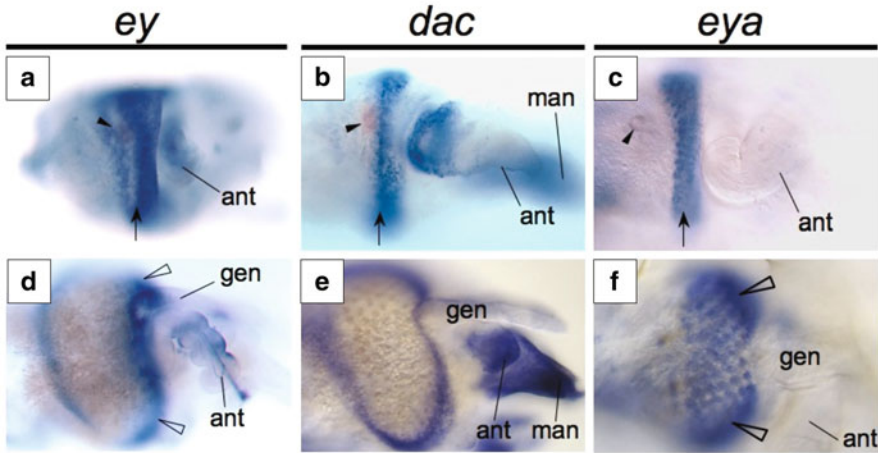 ey dac eya
a b c
man
ant ant ant
d e f
gen gen gen
ant ant man ant